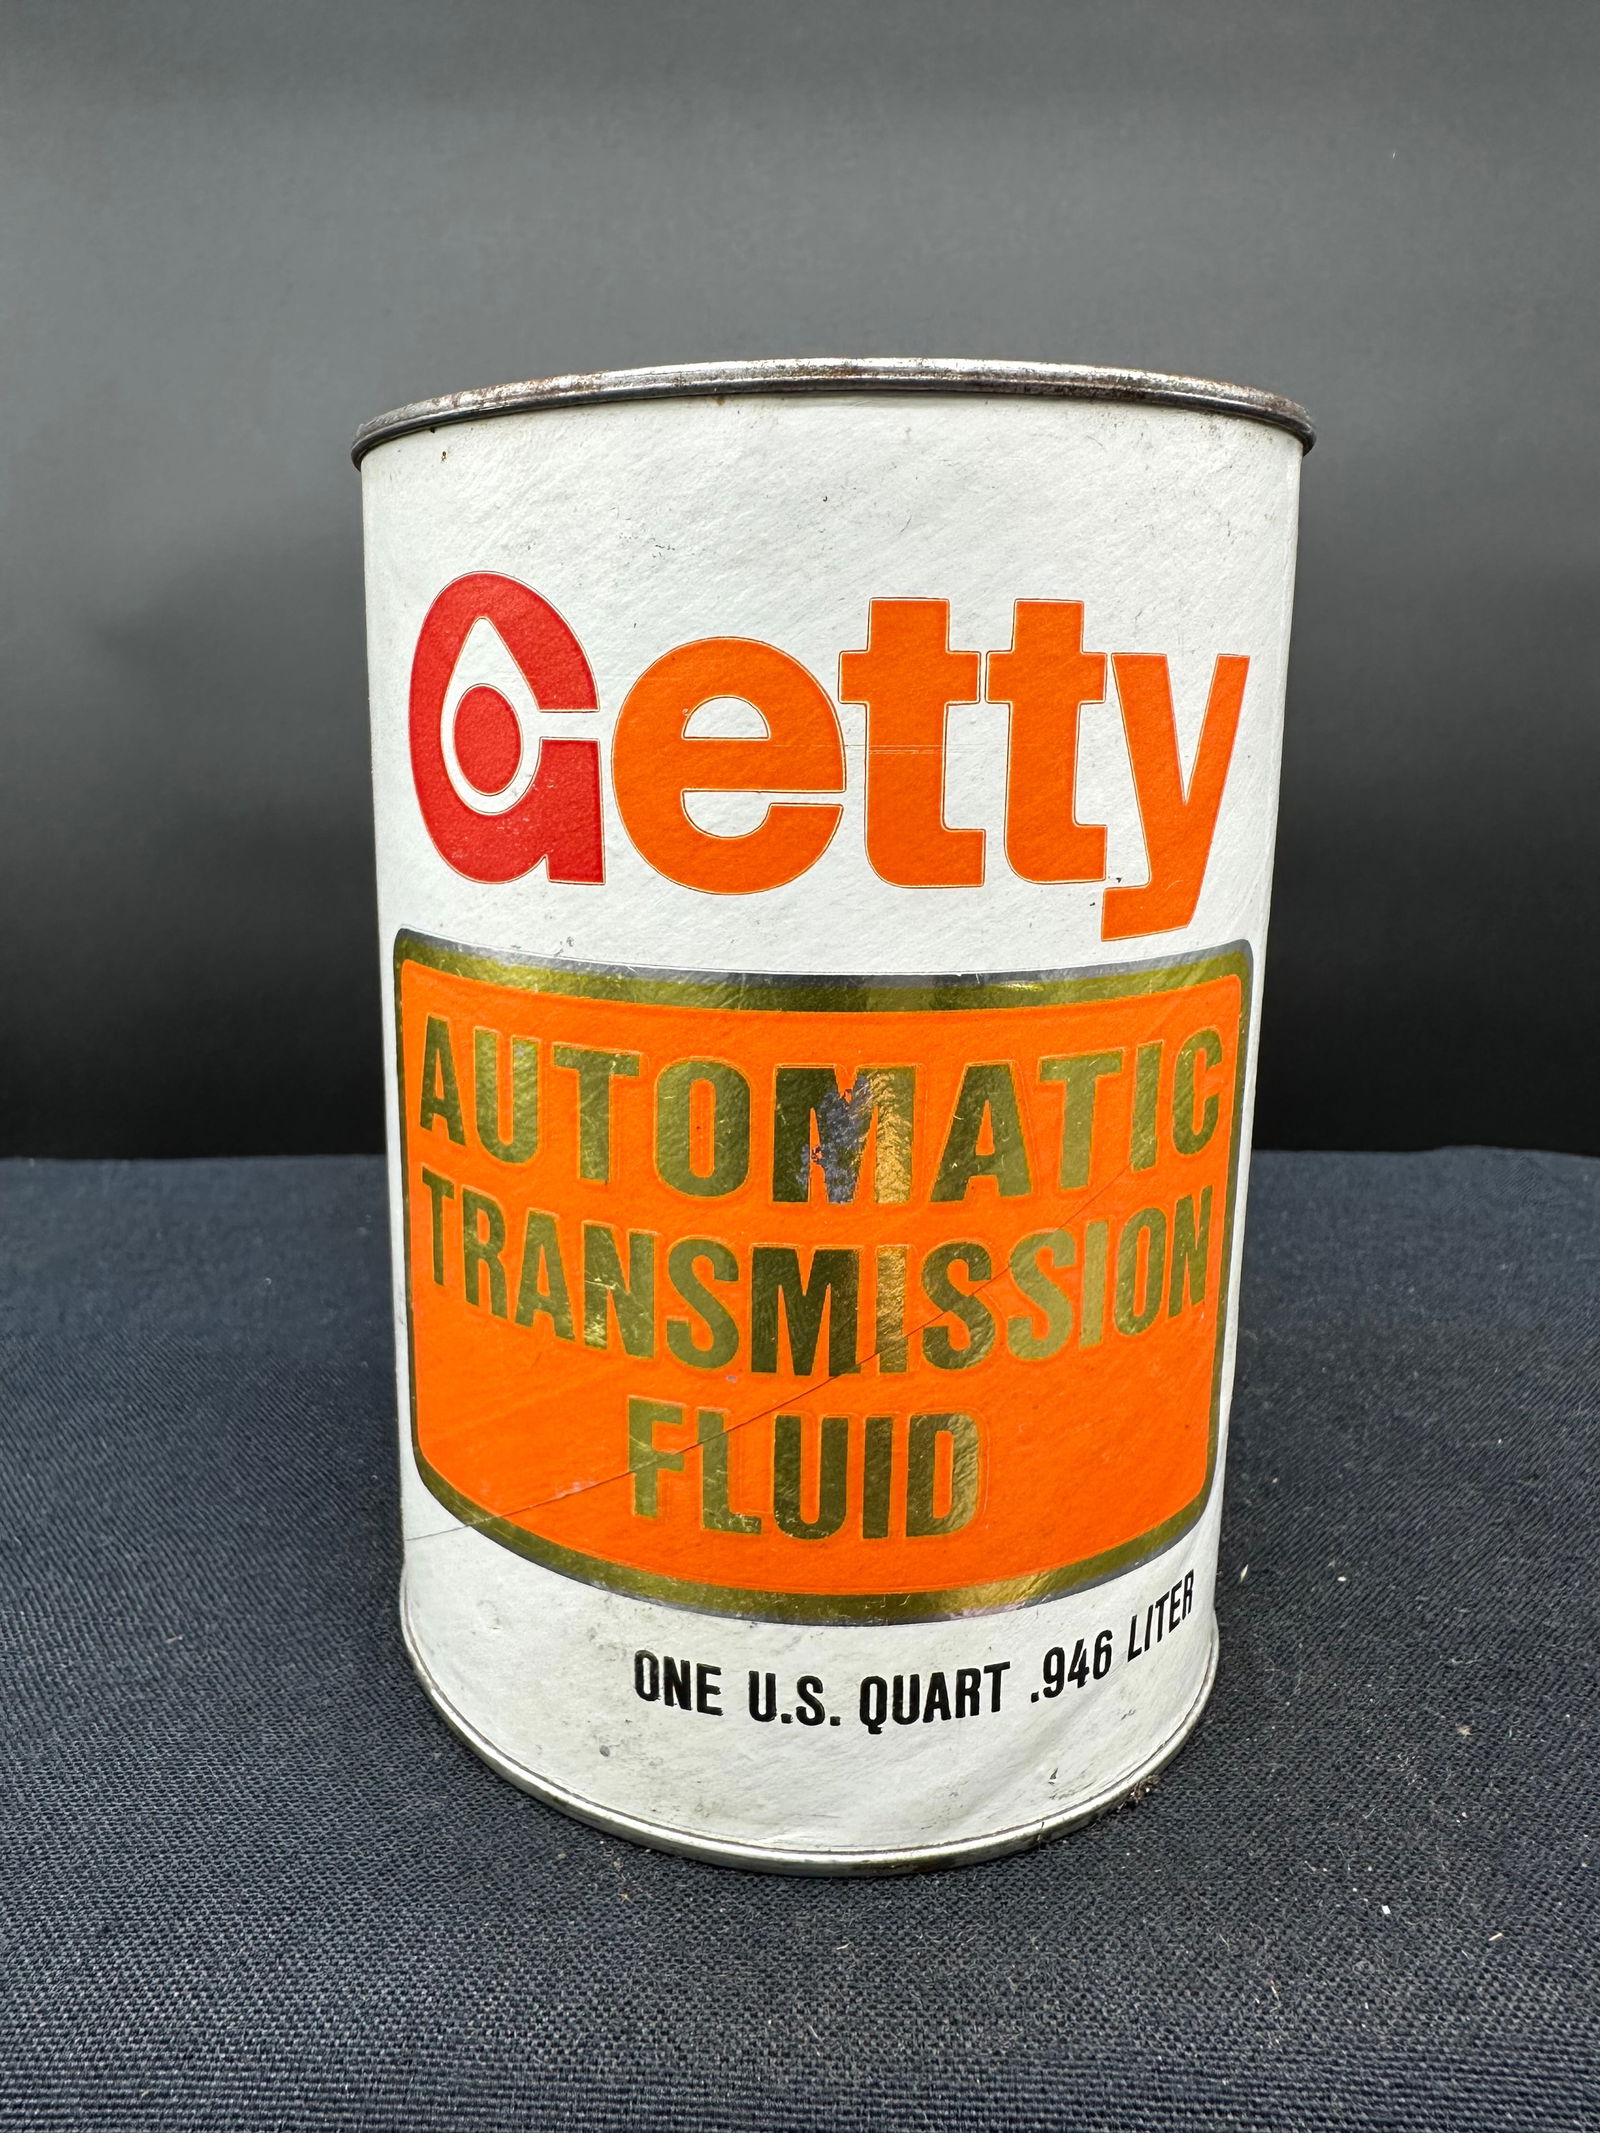 Getty
AUTOMATIC
TRANSMISSION
FLUID
ONE U.S. QUART .946 LITER